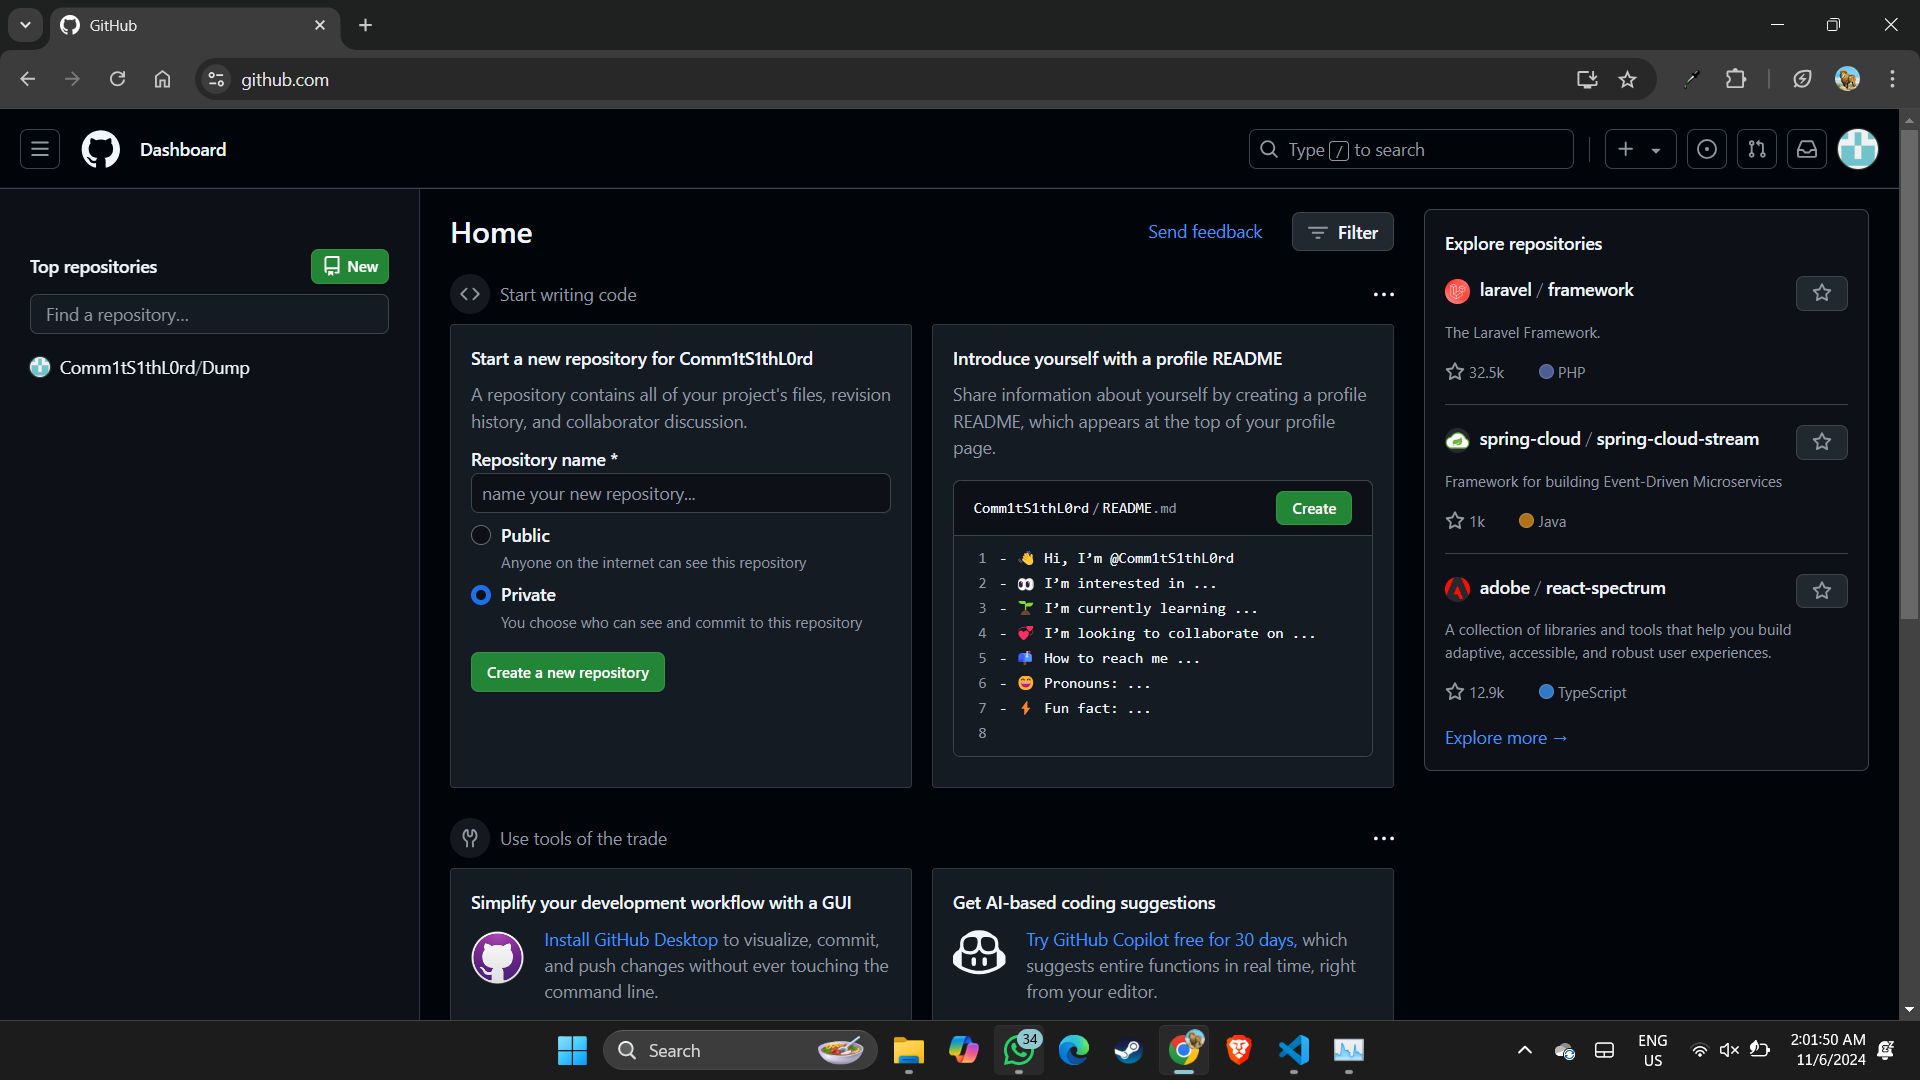 GitHub
github.com
Dashboard
Type / to search
Top repositories
New
Find a repository...
Comm1tS1thL0rd/Dump
Home
Send feedback
Filter
Start writing code
Start a new repository for Comm1tS1thL0rd
A repository contains all of your project's files, revision
history, and collaborator discussion.
Repository name *
name your new repository...
Public
Anyone on the internet can see this repository
Private
You choose who can see and commit to this repository
Create a new repository
Introduce yourself with a profile README
Share information about yourself by creating a profile
README, which appears at the top of your profile
page.
Comm1tS1thL0rd / README.md
Create
1 - 👋 Hi, I’m @Comm1tS1thL0rd
2 - 👀 I’m interested in ...
3 - 🌱 I’m currently learning ...
4 - 💞️ I’m looking to collaborate on ...
5 - 📫 How to reach me ...
6 - 😄 Pronouns: ...
7 - ⚡ Fun fact: ...
8
Use tools of the trade
Simplify your development workflow with a GUI
Install GitHub Desktop to visualize, commit,
and push changes without ever touching the
command line.
Get AI-based coding suggestions
Try GitHub Copilot free for 30 days, which
suggests entire functions in real time, right
from your editor.
Explore repositories
laravel / framework
The Laravel Framework.
32.5k PHP
spring-cloud / spring-cloud-stream
Framework for building Event-Driven Microservices
1k Java
adobe / react-spectrum
A collection of libraries and tools that help you build
adaptive, accessible, and robust user experiences.
12.9k TypeScript
Explore more →
Search
34
ENG
US
2:01:50 AM
11/6/2024